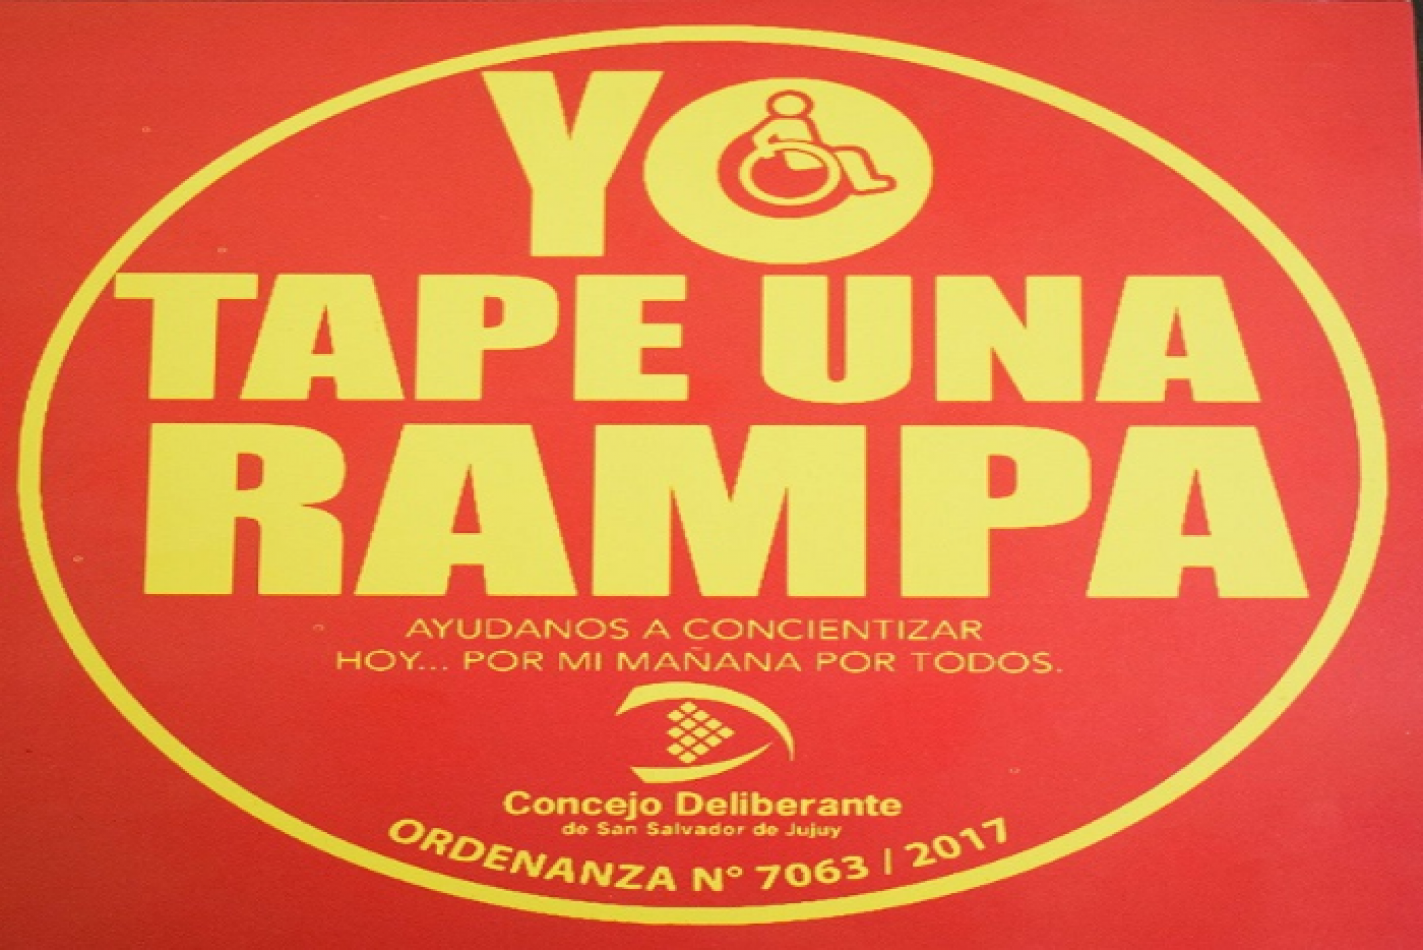 YO
TAPE UNA
RAMPA
AYUDANOS A CONCIENTIZAR
HOY... POR MI MAÑANA POR TODOS.
Concejo Deliberante
de San Salvador de Jujuy
ORDENANZA N° 7063 / 2017